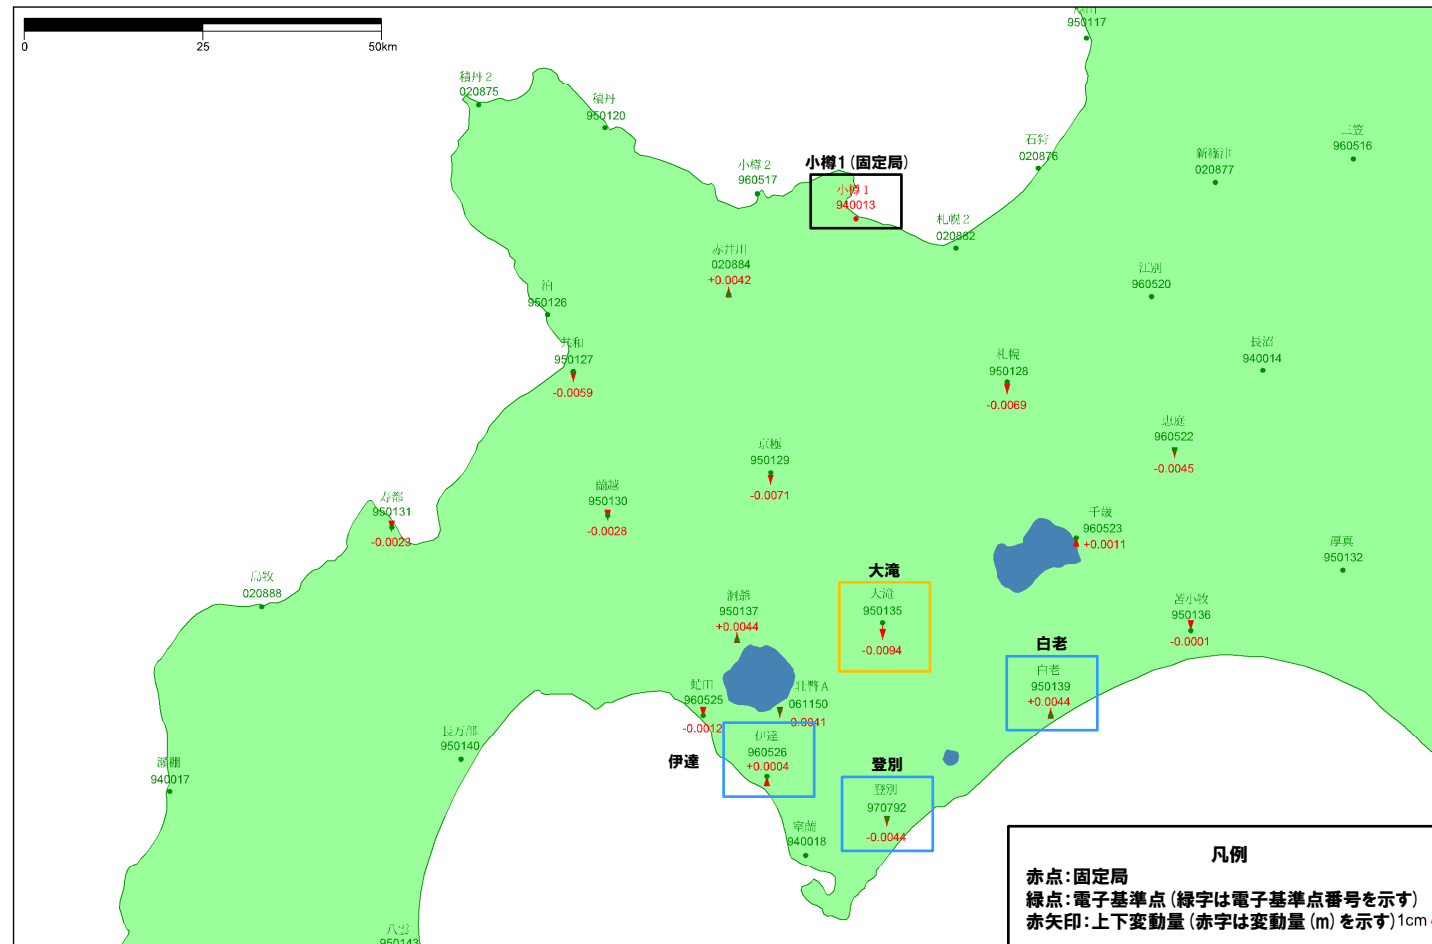 0
25
50km
950117
積丹２
020875
積丹
950120
小樽２
960517
小樽1(固定局)
小樽１
940013
石狩
020876
新篠津
020877
三笠
960516
札幌２
020882
赤井川
020884
+0.0042
江別
960520
泊
950126
共和
950127
-0.0059
札幌
950128
-0.0069
長沼
940014
恵庭
960522
-0.0045
京極
950129
-0.0071
蘭越
950130
-0.0028
寿都
950131
-0.0023
千歳
960523
+0.0011
厚真
950132
島牧
020888
大滝
大滝
950135
-0.0094
洞爺
950137
+0.0044
苫小牧
950136
-0.0001
白老
白老
950139
+0.0044
虻田
960525
-0.0012
壮瞥Ａ
061150
-0.0041
伊達
伊達
960526
+0.0004
長万部
950140
瀬棚
940017
登別
登別
970792
-0.0044
室蘭
940018
八雲
950143
凡例
赤点:固定局
緑点:電子基準点(緑字は電子基準点番号を示す)
赤矢印:上下変動量(赤字は変動量(m)を示す)1cm